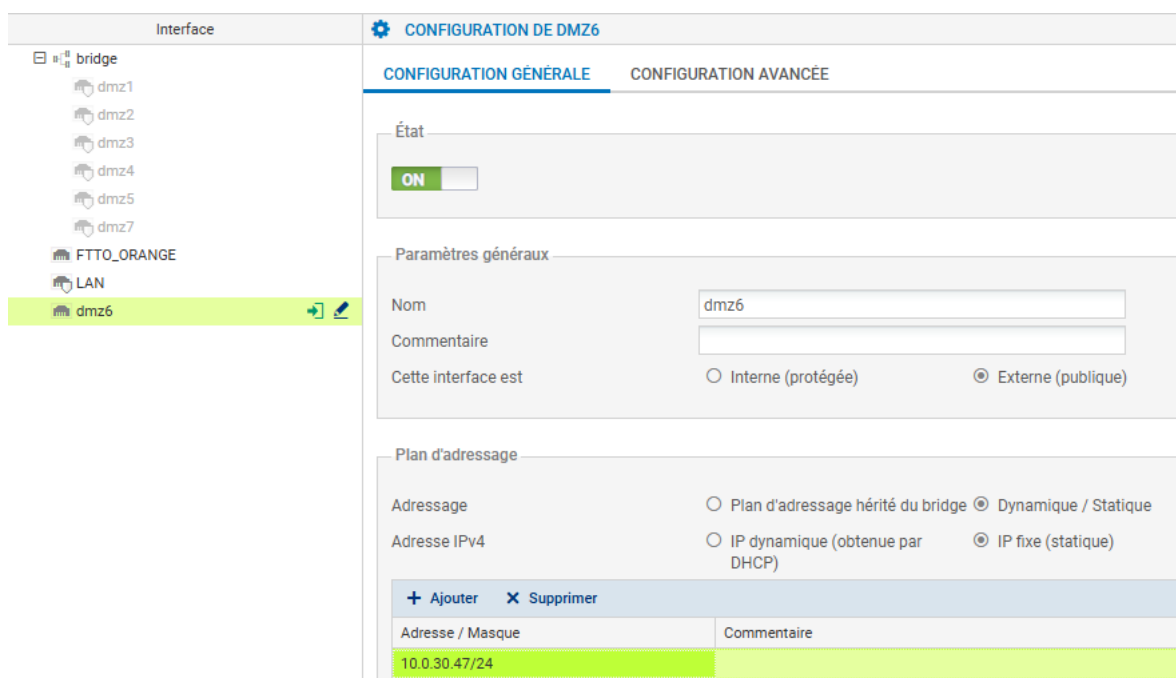 Interface
bridge
dmz1
dmz2
dmz3
dmz4
dmz5
dmz7
FTTO_ORANGE
LAN
dmz6
CONFIGURATION DE DMZ6
CONFIGURATION GÉNÉRALE CONFIGURATION AVANCÉE
État
ON
Paramètres généraux
Nom dmz6
Commentaire
Cette interface est Interne (protégée) Externe (publique)
Plan d'adressage
Adressage Plan d'adressage hérité du bridge Dynamique / Statique
Adresse IPv4 IP dynamique (obtenue par IP fixe (statique)
DHCP)
Ajouter Supprimer
Adresse / Masque Commentaire
10.0.30.47/24